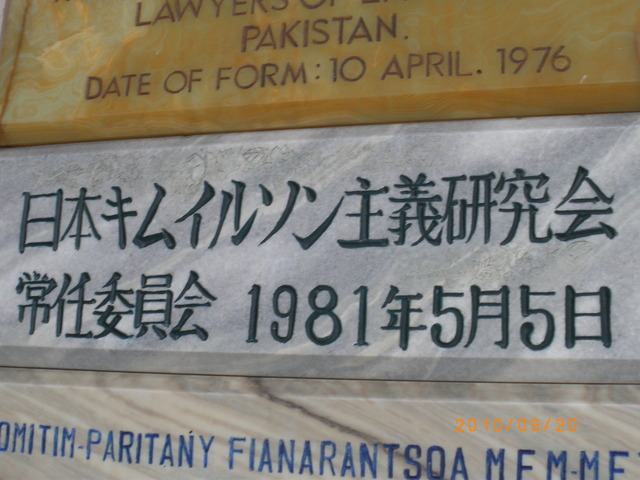 LAWYERS OF
PAKISTAN.
DATE OF FORM: 10 APRIL. 1976
日本キムイルソン主義研究会
常任委員会 1981年5月5日
2010/09/20
OMITIM-PARITANY FIANARANTSOA MFM-MF